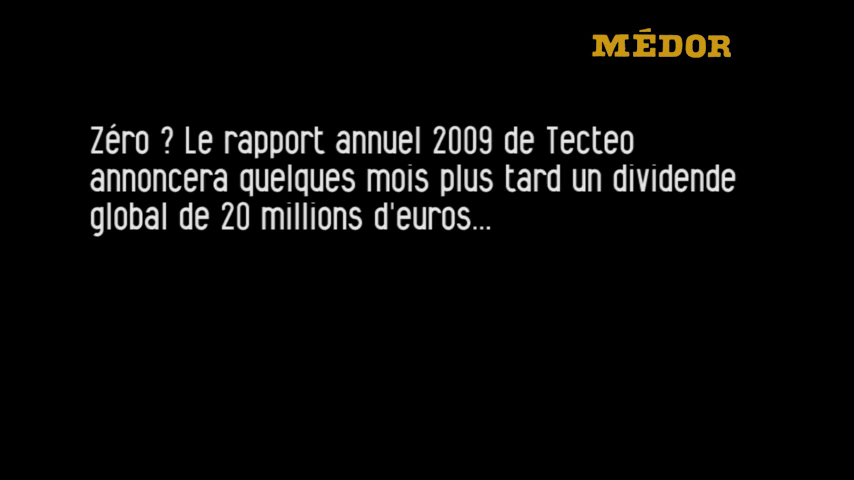 MÉDOR
Zéro ? Le rapport annuel 2009 de Tecteo
annoncera quelques mois plus tard un dividende
global de 20 millions d'euros...